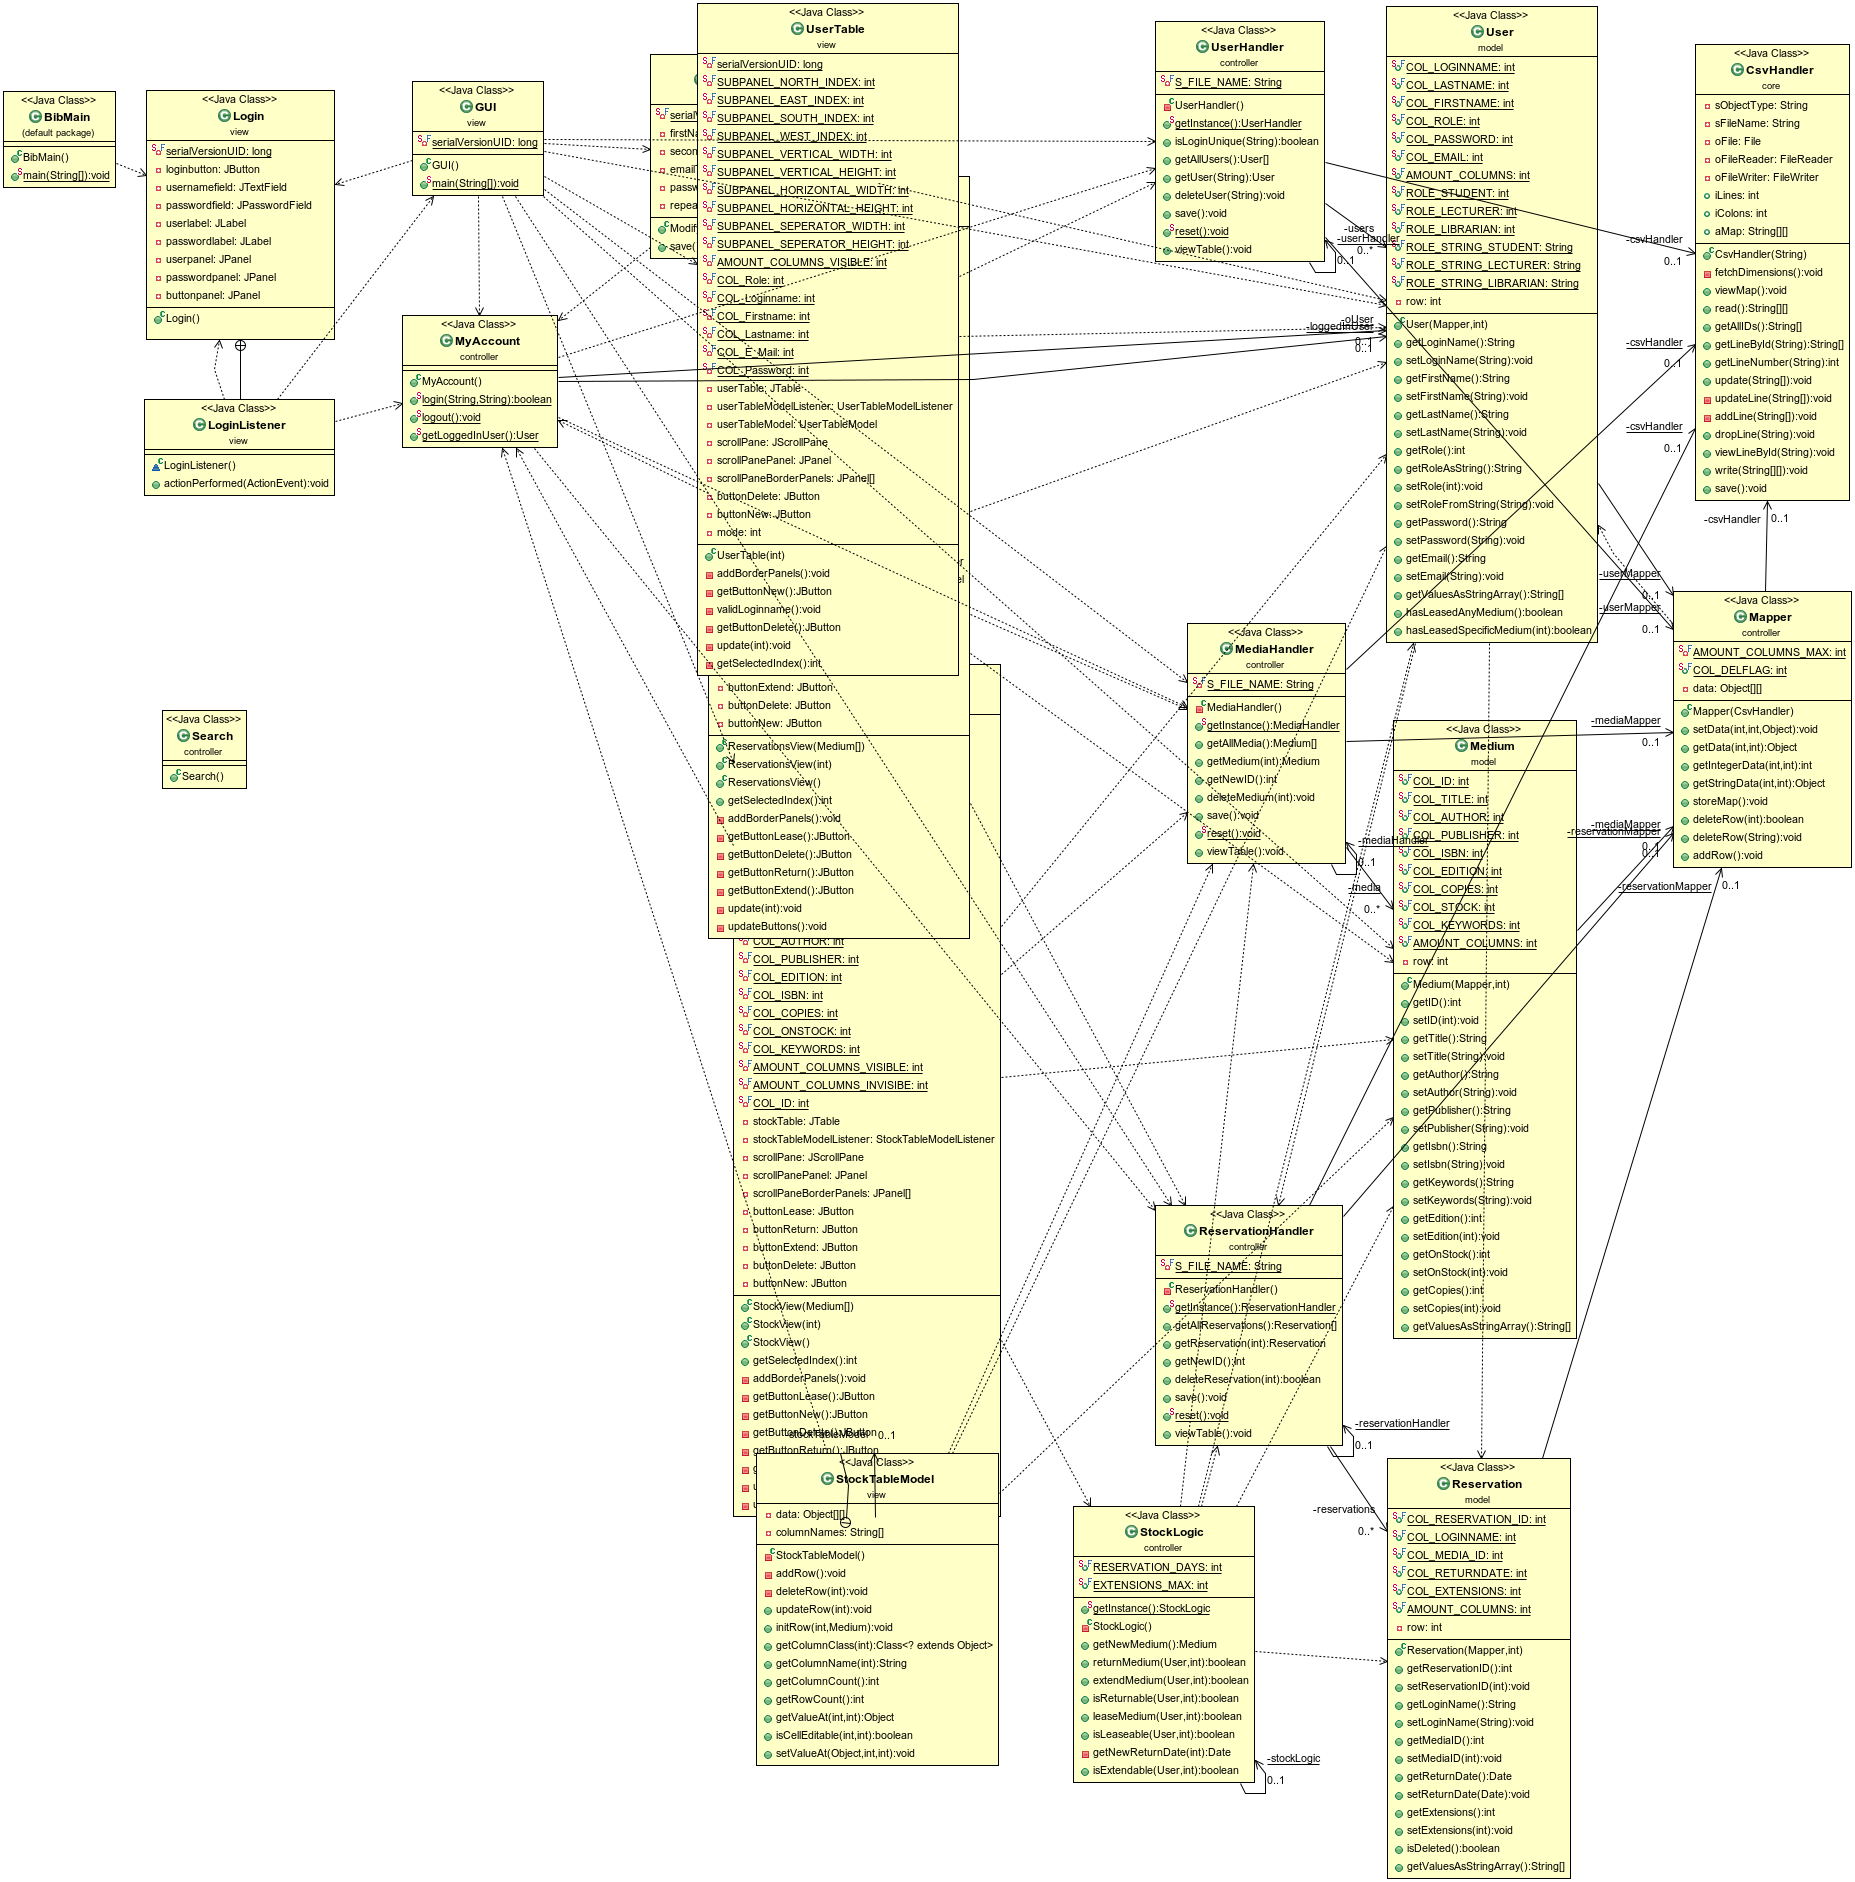 <<Java Class>>
BibMain
(default package)
BibMain()
main(String[]):void
<<Java Class>>
Login
view
serialVersionUID: long
loginbutton: JButton
usernamefield: JTextField
passwordfield: JPasswordField
userlabel: JLabel
passwordlabel: JLabel
userpanel: JPanel
passwordpanel: JPanel
buttonpanel: JPanel
Login()
<<Java Class>>
LoginListener
view
LoginListener()
actionPerformed(ActionEvent):void
<<Java Class>>
Search
controller
Search()
<<Java Class>>
GUI
view
serialVersionUID: long
GUI()
main(String[]):void
<<Java Class>>
MyAccount
controller
MyAccount()
login(String,String):boolean
logout():void
getLoggedInUser():User
<<Java Class>>
UserTable
view
serialVersionUID: long
SUBPANEL_NORTH_INDEX: int
SUBPANEL_EAST_INDEX: int
SUBPANEL_SOUTH_INDEX: int
SUBPANEL_WEST_INDEX: int
SUBPANEL_VERTICAL_WIDTH: int
SUBPANEL_VERTICAL_HEIGHT: int
SUBPANEL_HORIZONTAL_WIDTH: int
SUBPANEL_HORIZONTAL_HEIGHT: int
SUBPANEL_SEPERATOR_WIDTH: int
SUBPANEL_SEPERATOR_HEIGHT: int
AMOUNT_COLUMNS_VISIBLE: int
COL_Role: int
COL_Loginname: int
COL_Firstname: int
COL_Lastname: int
COL_E_Mail: int
COL_Password: int
userTable: JTable
userTableModelListener: UserTableModelListener
userTableModel: UserTableModel
scrollPane: JScrollPane
scrollPanePanel: JPanel
scrollPaneBorderPanels: JPanel[]
buttonDelete: JButton
buttonNew: JButton
mode: int
UserTable(int)
addBorderPanels():void
getButtonNew():JButton
validLoginname():void
getButtonDelete():JButton
update(int):void
getSelectedIndex():int
buttonExtend: JButton
buttonDelete: JButton
buttonNew: JButton
ReservationsView(Medium[])
ReservationsView(int)
ReservationsView()
getSelectedIndex():int
addBorderPanels():void
getButtonLease():JButton
getButtonDelete():JButton
getButtonReturn():JButton
getButtonExtend():JButton
update(int):void
updateButtons():void
COL_AUTHOR: int
COL_PUBLISHER: int
COL_EDITION: int
COL_ISBN: int
COL_COPIES: int
COL_ONSTOCK: int
COL_KEYWORDS: int
AMOUNT_COLUMNS_VISIBLE: int
AMOUNT_COLUMNS_INVISIBE: int
COL_ID: int
stockTable: JTable
stockTableModelListener: StockTableModelListener
scrollPane: JScrollPane
scrollPanePanel: JPanel
scrollPaneBorderPanels: JPanel[]
buttonLease: JButton
buttonReturn: JButton
buttonExtend: JButton
buttonDelete: JButton
buttonNew: JButton
StockView(Medium[])
StockView(int)
StockView()
getSelectedIndex():int
addBorderPanels():void
getButtonLease():JButton
getButtonNew():JButton
getButtonDelete():JButton
-stockTableModel 0..1
getButtonReturn():JButton
<<Java Class>>
StockTableModel
view
data: Object[][]
columnNames: String[]
StockTableModel()
addRow():void
deleteRow(int):void
updateRow(int):void
initRow(int,Medium):void
getColumnClass(int):Class<? extends Object>
getColumnName(int):String
getColumnCount():int
getRowCount():int
getValueAt(int,int):Object
isCellEditable(int,int):boolean
setValueAt(Object,int,int):void
<<Java Class>>
UserHandler
controller
S_FILE_NAME: String
UserHandler()
getInstance():UserHandler
isLoginUnique(String):boolean
getAllUsers():User[]
getUser(String):User
deleteUser(String):void
save():void
reset():void
viewTable():void
-users
-userHandler
0..*
0..1
-oUser
-loggedInUser
0..1
0..1
<<Java Class>>
User
model
COL_LOGINNAME: int
COL_LASTNAME: int
COL_FIRSTNAME: int
COL_ROLE: int
COL_PASSWORD: int
COL_EMAIL: int
AMOUNT_COLUMNS: int
ROLE_STUDENT: int
ROLE_LECTURER: int
ROLE_LIBRARIAN: int
ROLE_STRING_STUDENT: String
ROLE_STRING_LECTURER: String
ROLE_STRING_LIBRARIAN: String
row: int
User(Mapper,int)
getLoginName():String
setLoginName(String):void
getFirstName():String
setFirstName(String):void
getLastName():String
setLastName(String):void
getRole():int
getRoleAsString():String
setRole(int):void
setRoleFromString(String):void
getPassword():String
setPassword(String):void
getEmail():String
setEmail(String):void
getValuesAsStringArray():String[]
hasLeasedAnyMedium():boolean
hasLeasedSpecificMedium(int):boolean
-csvHandler
0..1
-csvHandler
0..1
-csvHandler
0..1
<<Java Class>>
CsvHandler
core
sObjectType: String
sFileName: String
oFile: File
oFileReader: FileReader
oFileWriter: FileWriter
iLines: int
iColons: int
aMap: String[][]
CsvHandler(String)
fetchDimensions():void
viewMap():void
read():String[][]
getAllIDs():String[]
getLineById(String):String[]
getLineNumber(String):int
update(String[]):void
updateLine(String[]):void
addLine(String[]):void
dropLine(String):void
viewLineById(String):void
write(String[][]):void
save():void
-csvHandler 0..1
-userMapper
0..1
-userMapper
0..1
<<Java Class>>
Mapper
controller
AMOUNT_COLUMNS_MAX: int
COL_DELFLAG: int
data: Object[][]
Mapper(CsvHandler)
setData(int,int,Object):void
getData(int,int):Object
getIntegerData(int,int):int
getStringData(int,int):Object
storeMap():void
deleteRow(int):boolean
deleteRow(String):void
addRow():void
-mediaMapper
0..1
-mediaMapper
-reservationMapper
0..1
0..1
-reservationMapper 0..1
<<Java Class>>
MediaHandler
controller
S_FILE_NAME: String
MediaHandler()
getInstance():MediaHandler
getAllMedia():Medium[]
getMedium(int):Medium
getNewID():int
deleteMedium(int):void
save():void
reset():void
viewTable():void
-mediaHandler
0..1
-media
0..*
<<Java Class>>
Medium
model
COL_ID: int
COL_TITLE: int
COL_AUTHOR: int
COL_PUBLISHER: int
COL_ISBN: int
COL_EDITION: int
COL_COPIES: int
COL_STOCK: int
COL_KEYWORDS: int
AMOUNT_COLUMNS: int
row: int
Medium(Mapper,int)
getID():int
setID(int):void
getTitle():String
setTitle(String):void
getAuthor():String
setAuthor(String):void
getPublisher():String
setPublisher(String):void
getIsbn():String
setIsbn(String):void
getKeywords():String
setKeywords(String):void
getEdition():int
setEdition(int):void
getOnStock():int
setOnStock(int):void
getCopies():int
setCopies(int):void
getValuesAsStringArray():String[]
<<Java Class>>
ReservationHandler
controller
S_FILE_NAME: String
ReservationHandler()
getInstance():ReservationHandler
getAllReservations():Reservation[]
getReservation(int):Reservation
getNewID():int
deleteReservation(int):boolean
save():void
reset():void
viewTable():void
-reservationHandler
0..1
-reservations
0..*
<<Java Class>>
StockLogic
controller
RESERVATION_DAYS: int
EXTENSIONS_MAX: int
getInstance():StockLogic
StockLogic()
getNewMedium():Medium
returnMedium(User,int):boolean
extendMedium(User,int):boolean
isReturnable(User,int):boolean
leaseMedium(User,int):boolean
isLeaseable(User,int):boolean
getNewReturnDate(int):Date
isExtendable(User,int):boolean
-stockLogic
0..1
<<Java Class>>
Reservation
model
COL_RESERVATION_ID: int
COL_LOGINNAME: int
COL_MEDIA_ID: int
COL_RETURNDATE: int
COL_EXTENSIONS: int
AMOUNT_COLUMNS: int
row: int
Reservation(Mapper,int)
getReservationID():int
setReservationID(int):void
getLoginName():String
setLoginName(String):void
getMediaID():int
setMediaID(int):void
getReturnDate():Date
setReturnDate(Date):void
getExtensions():int
setExtensions(int):void
isDeleted():boolean
getValuesAsStringArray():String[]